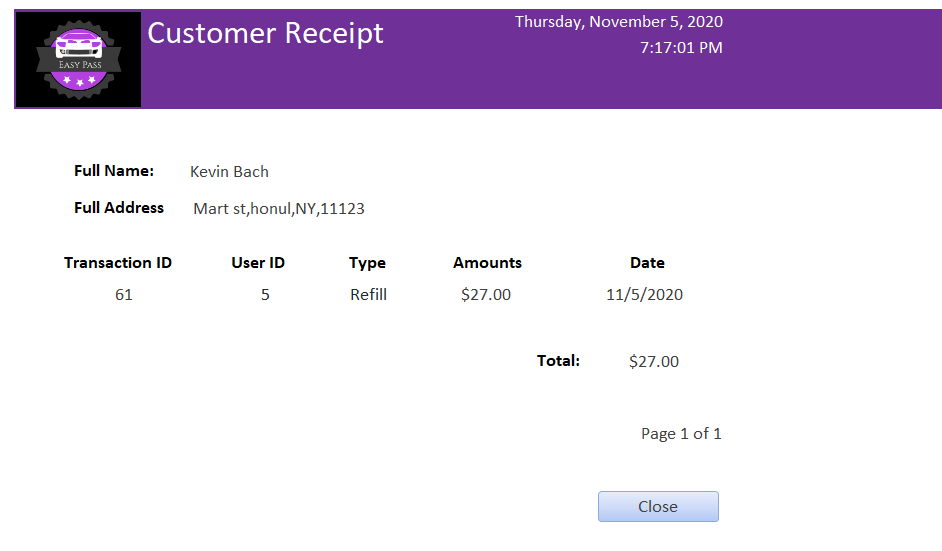 Customer Receipt
Thursday, November 5, 2020
7:17:01 PM
EASY PASS
Full Name: Kevin Bach
Full Address Mart st,honul,NY,11123
Transaction ID User ID Type Amounts Date
61 5 Refill $27.00 11/5/2020
Total: $27.00
Page 1 of 1
Close